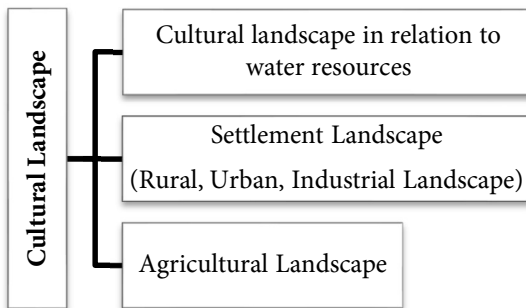 Cultural Landscape
Cultural landscape in relation to
water resources
Settlement Landscape
(Rural, Urban, Industrial Landscape)
Agricultural Landscape